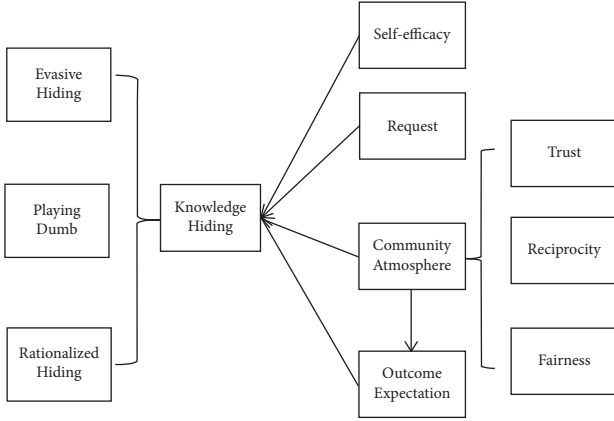 Self-efficacy
Evasive
Hiding
Request
Trust
Playing
Dumb
Knowledge
Hiding
Community
Atmosphere
Reciprocity
Rationalized
Hiding
Outcome
Expectation
Fairness